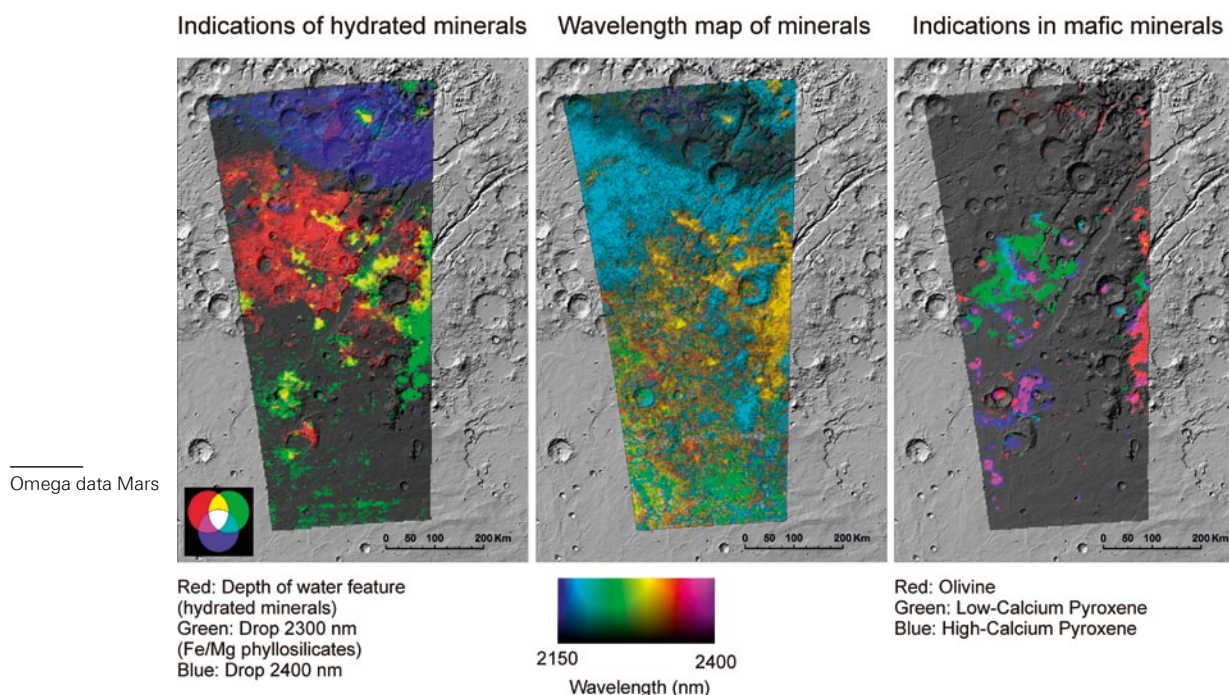 Indications of hydrated minerals
Wavelength map of minerals
Indications in mafic minerals
Omega data Mars
0 50 100 200 Km
0 50 100 200 Km
0 50 100 200 Km
Red: Depth of water feature
(hydrated minerals)
Green: Drop 2300 nm
(Fe/Mg phyllosilicates)
Blue: Drop 2400 nm
2150 2400
Wavelength (nm)
Red: Olivine
Green: Low-Calcium Pyroxene
Blue: High-Calcium Pyroxene